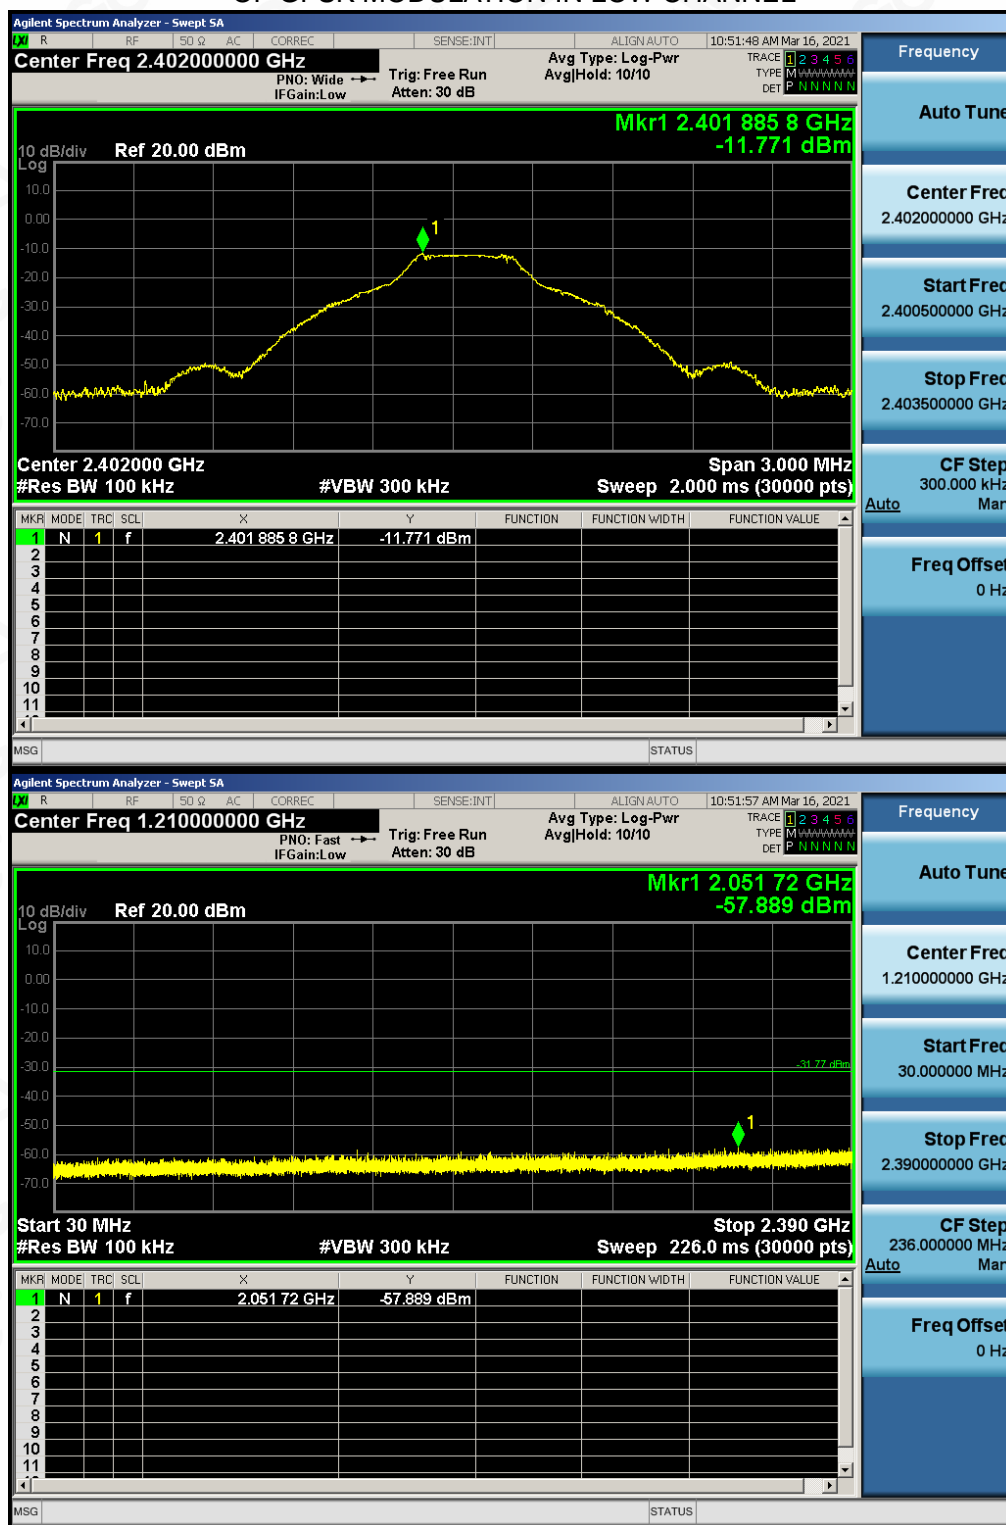 OF GFSK MODULATION IN LOW CHANNEL
Agilent Spectrum Analyzer - Swept SA
LXI R RF 50 Ω AC CORREC SENSE:INT ALIGN AUTO 10:51:48 AM Mar 16, 2021
Center Freq 2.402000000 GHz
PNO: Wide
IFGain:Low
Trig: Free Run
Atten: 30 dB
Avg Type: Log-Pwr
Avg|Hold: 10/10
TRACE 1 2 3 4 5 6
TYPE M
DET P N N N N N
Mkr1 2.401 885 8 GHz
-11.771 dBm
10 dB/div Ref 20.00 dBm
Log
10.0
0.00
-10.0
-20.0
-30.0
-40.0
-50.0
-60.0
-70.0
1
Center 2.402000 GHz Span 3.000 MHz
#Res BW 100 kHz #VBW 300 kHz Sweep 2.000 ms (30000 pts)
MKR MODE TRC SCL X Y FUNCTION FUNCTION WIDTH FUNCTION VALUE
1 N 1 f 2.401 885 8 GHz -11.771 dBm
2
3
4
5
6
7
8
9
10
11
MSG STATUS
Frequency
Auto Tune
Center Freq
2.402000000 GHz
Start Freq
2.400500000 GHz
Stop Freq
2.403500000 GHz
CF Step
300.000 kHz
Auto Man
Freq Offset
0 Hz
Agilent Spectrum Analyzer - Swept SA
LXI R RF 50 Ω AC CORREC SENSE:INT ALIGN AUTO 10:51:57 AM Mar 16, 2021
Center Freq 1.210000000 GHz
PNO: Fast
IFGain:Low
Trig: Free Run
Atten: 30 dB
Avg Type: Log-Pwr
Avg|Hold: 10/10
TRACE 1 2 3 4 5 6
TYPE M
DET P N N N N N
Mkr1 2.051 72 GHz
-57.889 dBm
10 dB/div Ref 20.00 dBm
Log
10.0
0.00
-10.0
-20.0
-30.0
-40.0
-50.0
-60.0
-70.0
-31.77 dBm
1
Start 30 MHz Stop 2.390 GHz
#Res BW 100 kHz #VBW 300 kHz Sweep 226.0 ms (30000 pts)
MKR MODE TRC SCL X Y FUNCTION FUNCTION WIDTH FUNCTION VALUE
1 N 1 f 2.051 72 GHz -57.889 dBm
2
3
4
5
6
7
8
9
10
11
MSG STATUS
Frequency
Auto Tune
Center Freq
1.210000000 GHz
Start Freq
30.000000 MHz
Stop Freq
2.390000000 GHz
CF Step
236.000000 MHz
Auto Man
Freq Offset
0 Hz